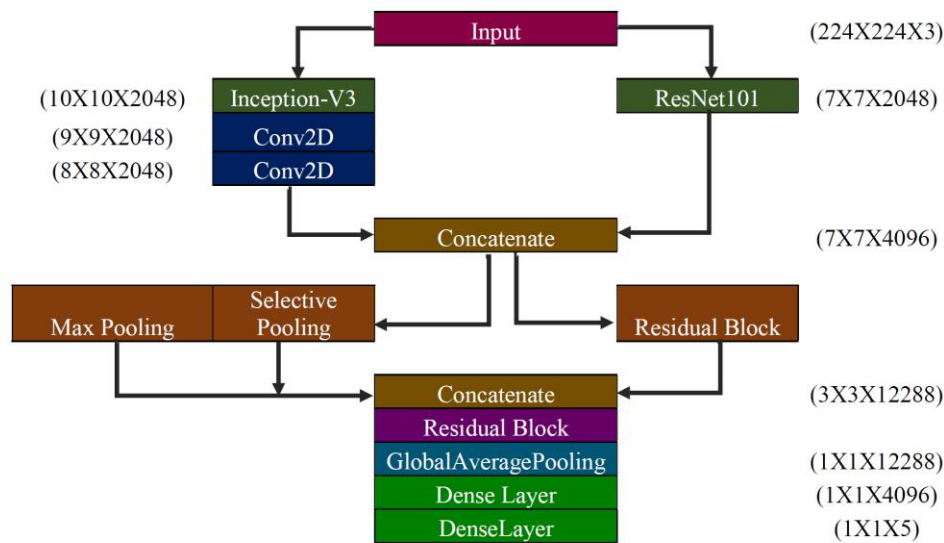 Input
(224X224X3)
(10X10X2048)
Inception-V3
ResNet101
(7X7X2048)
(9X9X2048)
Conv2D
(8X8X2048)
Conv2D
Concatenate
(7X7X4096)
Max Pooling
Selective
Pooling
Residual Block
Concatenate
(3X3X12288)
Residual Block
GlobalAveragePooling
(1X1X12288)
Dense Layer
(1X1X4096)
DenseLayer
(1X1X5)